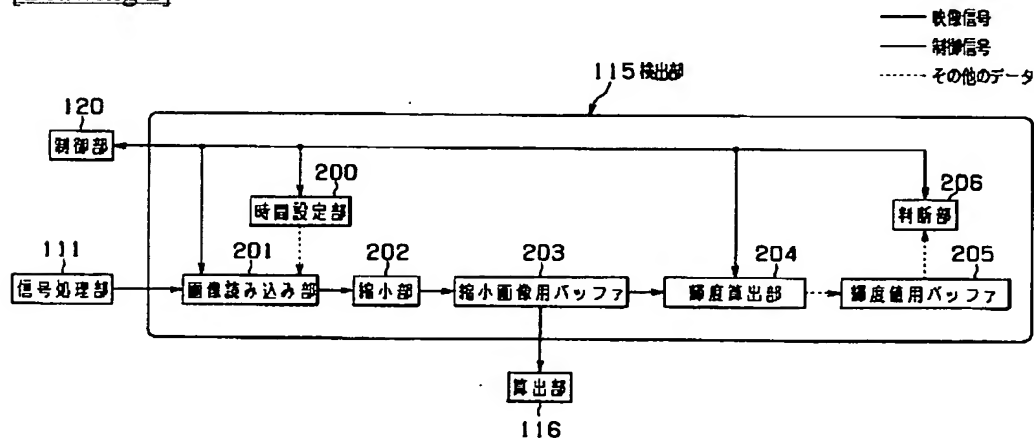 映像信号
制御信号
その他のデータ
115 検出部
120
制御部
200
時間設定部
206
判断部
111
信号処理部
201
画像読み込み部
202
縮小部
203
縮小画像用バッファ
204
輝度算出部
205
輝度値用バッファ
算出部
116